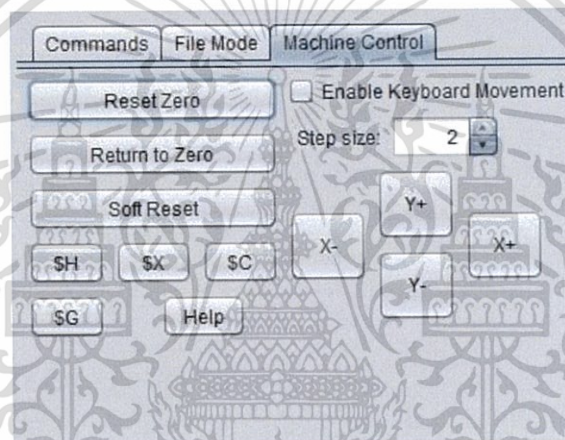 Commands File Mode Machine Control
Reset Zero Enable Keyboard Movement
Return to Zero Step size: 2
Soft Reset Y+
X- X+
$H $X $C Y-
$G Help